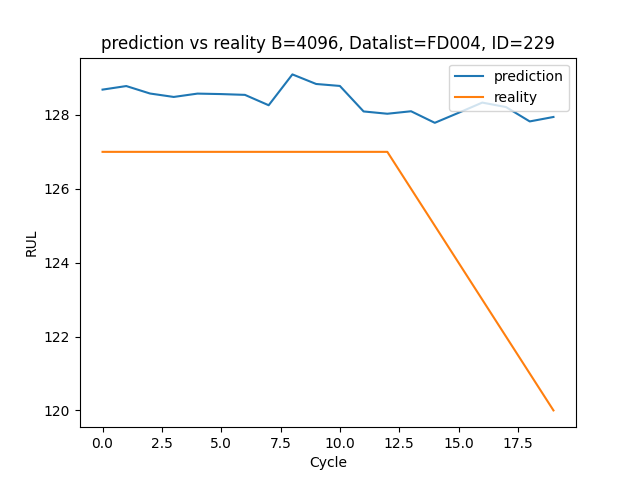 prediction vs reality B=4096, Datalist=FD004, ID=229
prediction
reality
128
126
124
122
120
RUL
0.0 2.5 5.0 7.5 10.0 12.5 15.0 17.5
Cycle